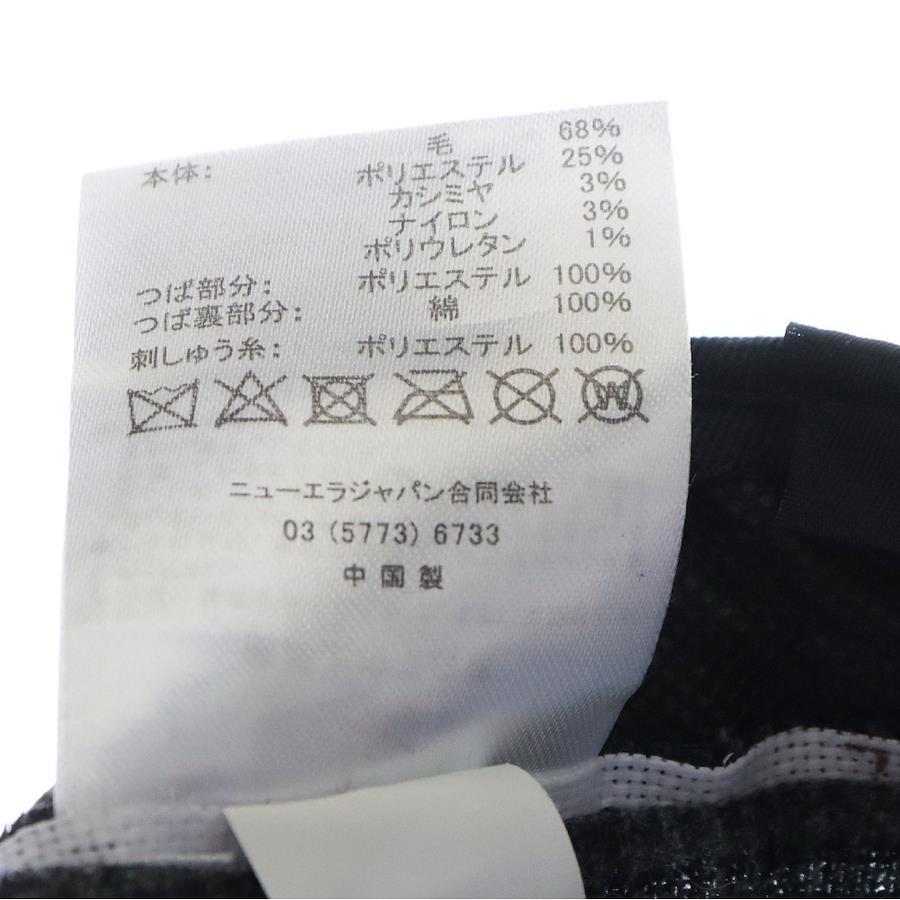 本体: 毛 68%
ポリエステル 25%
カシミヤ 3%
ナイロン 3%
ポリウレタン 1%
つば部分: ポリエステル 100%
つば裏部分: 綿 100%
刺しゅう糸: ポリエステル 100%
W
ニューエラジャパン合同会社
03 (5773) 6733
中国製